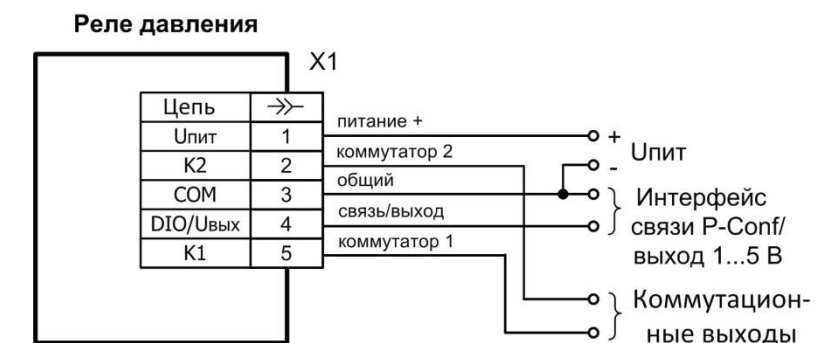 Реле давления
X1
Цепь
Uпит 1 питание +
K2 2 коммутатор 2
COM 3 общий
DIO/Uвых 4 связь/выход
K1 5 коммутатор 1
+
- Uпит
Интерфейс
связи P-Conf/
выход 1...5 В
Коммутацион-
ные выходы